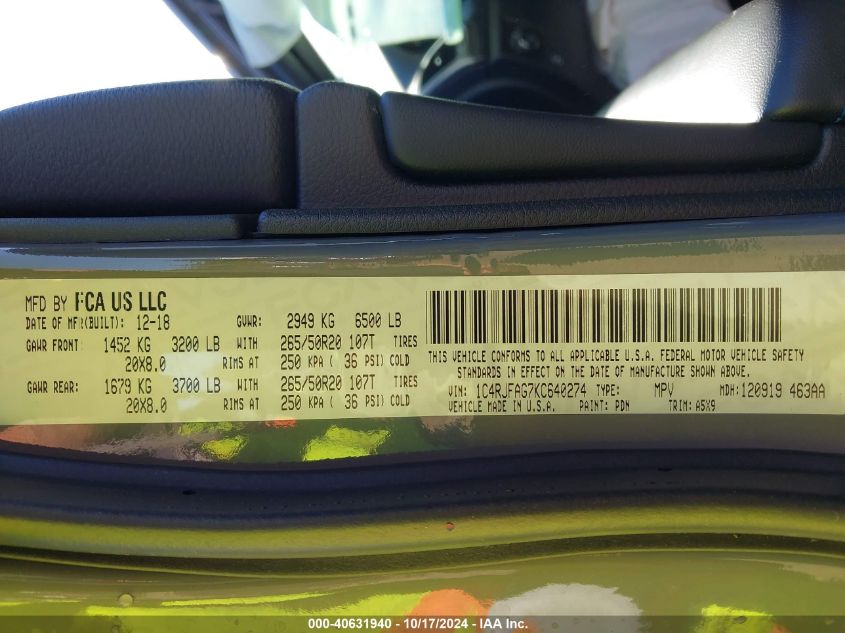 MFD BY FCA US LLC
DATE OF MFR(BUILT): 12-18 GVWR: 2949 KG 6500 LB
GAWR FRONT: 1452 KG 3200 LB WITH 265/50R20 107T TIRES
20X8.0 RIMS AT 250 KPA ( 36 PSI) COLD
GAWR REAR: 1679 KG 3700 LB WITH 265/50R20 107T TIRES
20X8.0 RIMS AT 250 KPA ( 36 PSI) COLD
THIS VEHICLE CONFORMS TO ALL APPLICABLE U.S.A. FEDERAL MOTOR VEHICLE SAFETY
STANDARDS IN EFFECT ON THE DATE OF MANUFACTURE SHOWN ABOVE.
VIN: 1C4RJFAG7KC640274 TYPE: MPV MDH: 120919 463AA
VEHICLE MADE IN U.S.A. PAINT: PDN TRIM: A5X9
000-40631940 - 10/17/2024 - IAA Inc.